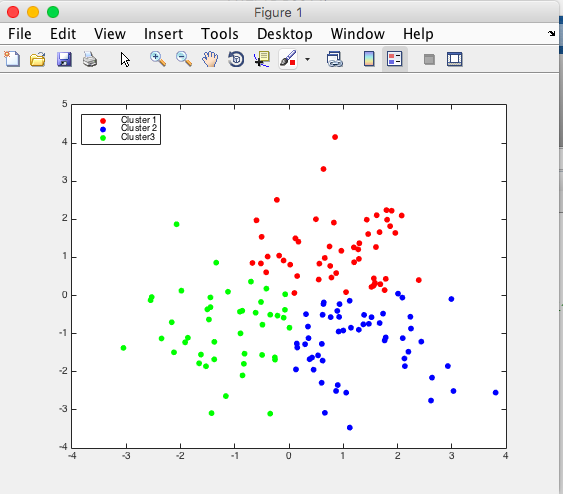 Figure 1
File Edit View Insert Tools Desktop Window Help
5
4
3
2
1
0
-1
-2
-3
-4
-4 -3 -2 -1 0 1 2 3 4
Cluster 1
Cluster 2
Cluster3